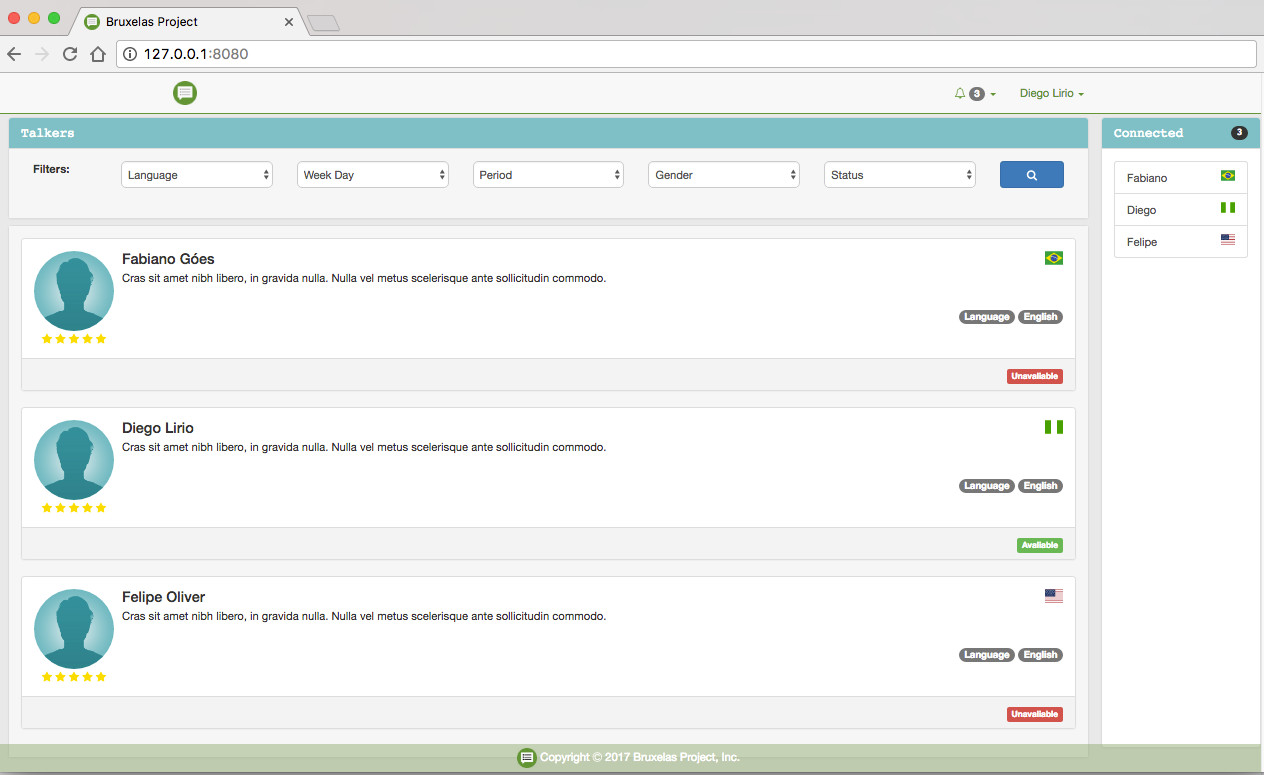 Bruxelas Project
127.0.0.1:8080
3
Diego Lirio
Talkers
Filters:
Language
Week Day
Period
Gender
Status
Connected
3
Fabiano
Diego
Felipe
Fabiano Góes
Cras sit amet nibh libero, in gravida nulla. Nulla vel metus scelerisque ante sollicitudin commodo.
Language English
Unavaliable
Diego Lirio
Cras sit amet nibh libero, in gravida nulla. Nulla vel metus scelerisque ante sollicitudin commodo.
Language English
Avaliable
Felipe Oliver
Cras sit amet nibh libero, in gravida nulla. Nulla vel metus scelerisque ante sollicitudin commodo.
Language English
Unavaliable
Copyright © 2017 Bruxelas Project, Inc.